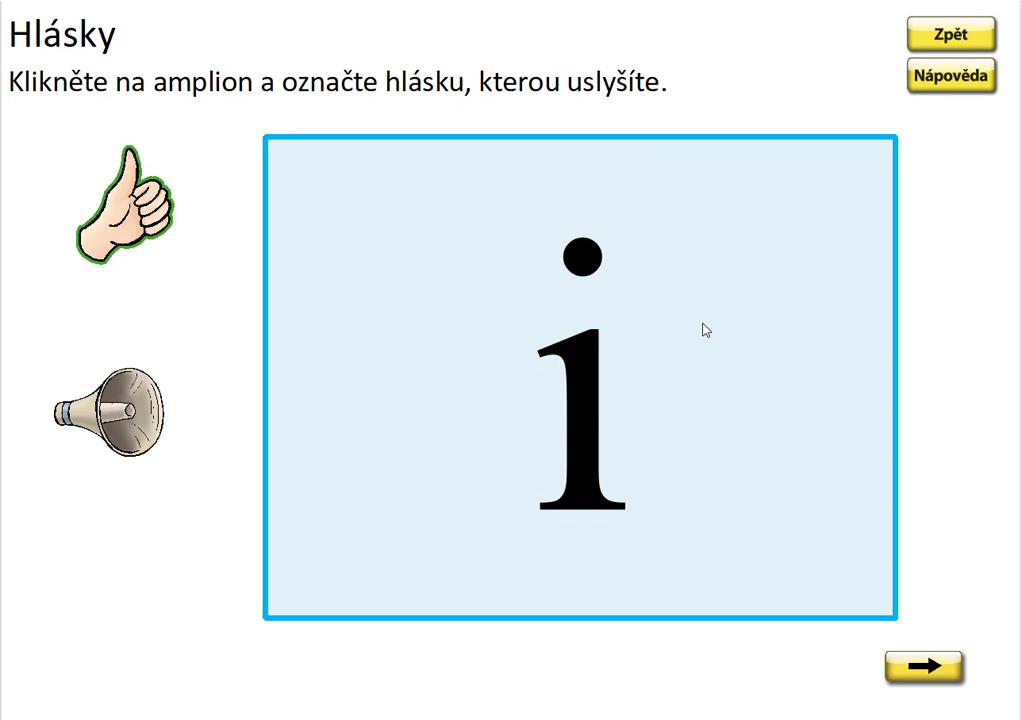 Hlásky
Zpět
Klikněte na amplion a označte hlásku, kterou uslyšíte.
Nápověda
i